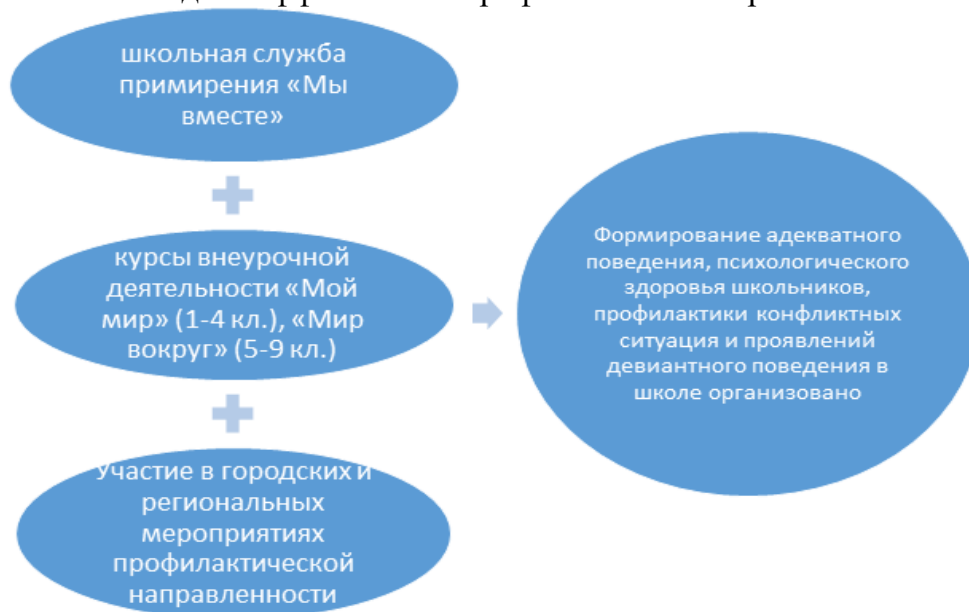 школьная служба
примирения «Мы
вместе»
курсы внеурочной
деятельности «Мой
мир» (1-4 кл.), «Мир
вокруг» (5-9 кл.)
Участие в городских и
региональных
мероприятиях
профилактической
направленности
Формирование адекватного
поведения, психологического
здоровья школьников,
профилактики конфликтных
ситуация и проявлений
девиантного поведения в
школе организовано